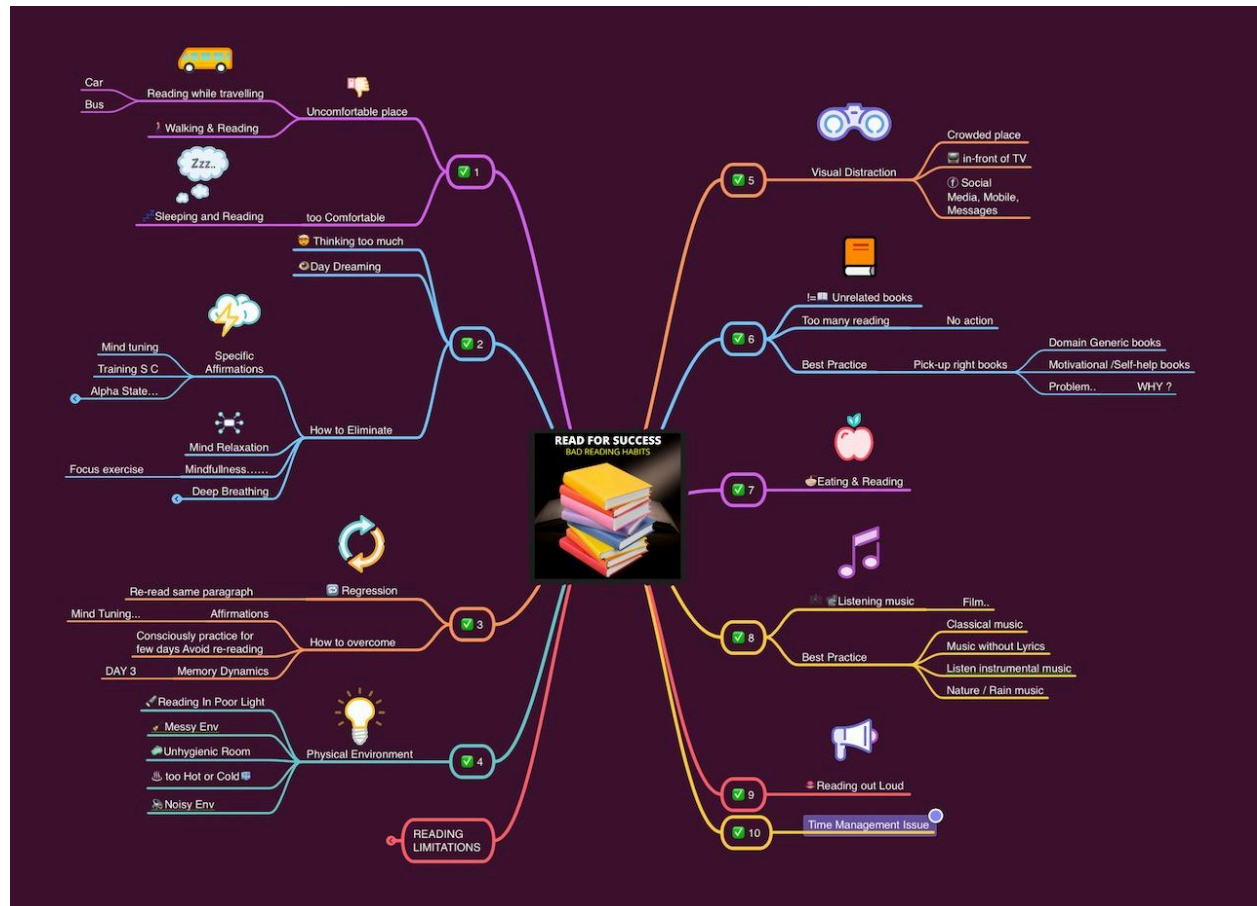 READ FOR SUCCESS
BAD READING HABITS
1
Uncomfortable place
Reading while travelling
Car
Bus
Walking & Reading
Zzz..
too Comfortable
Sleeping and Reading
2
Thinking too much
Day Dreaming
How to Eliminate
Specific
Affirmations
Mind tuning
Training S C
Alpha State...
Mind Relaxation
Mindfullness......
Focus exercise
Deep Breathing
3
Regression
Re-read same paragraph
How to overcome
Affirmations
Mind Tuning...
Consciously practice for
few days Avoid re-reading
Memory Dynamics
DAY 3
4
Physical Environment
Reading In Poor Light
Messy Env
Unhygienic Room
too Hot or Cold
Noisy Env
READING
LIMITATIONS
5
Visual Distraction
Crowded place
in-front of TV
Social
Media, Mobile,
Messages
6
!= Unrelated books
Too many reading
No action
Best Practice
Pick-up right books
Domain Generic books
Motivational /Self-help books
Problem..
WHY ?
7
Eating & Reading
8
Listening music
Film..
Best Practice
Classical music
Music without Lyrics
Listen instrumental music
Nature / Rain music
9
Reading out Loud
10
Time Management Issue